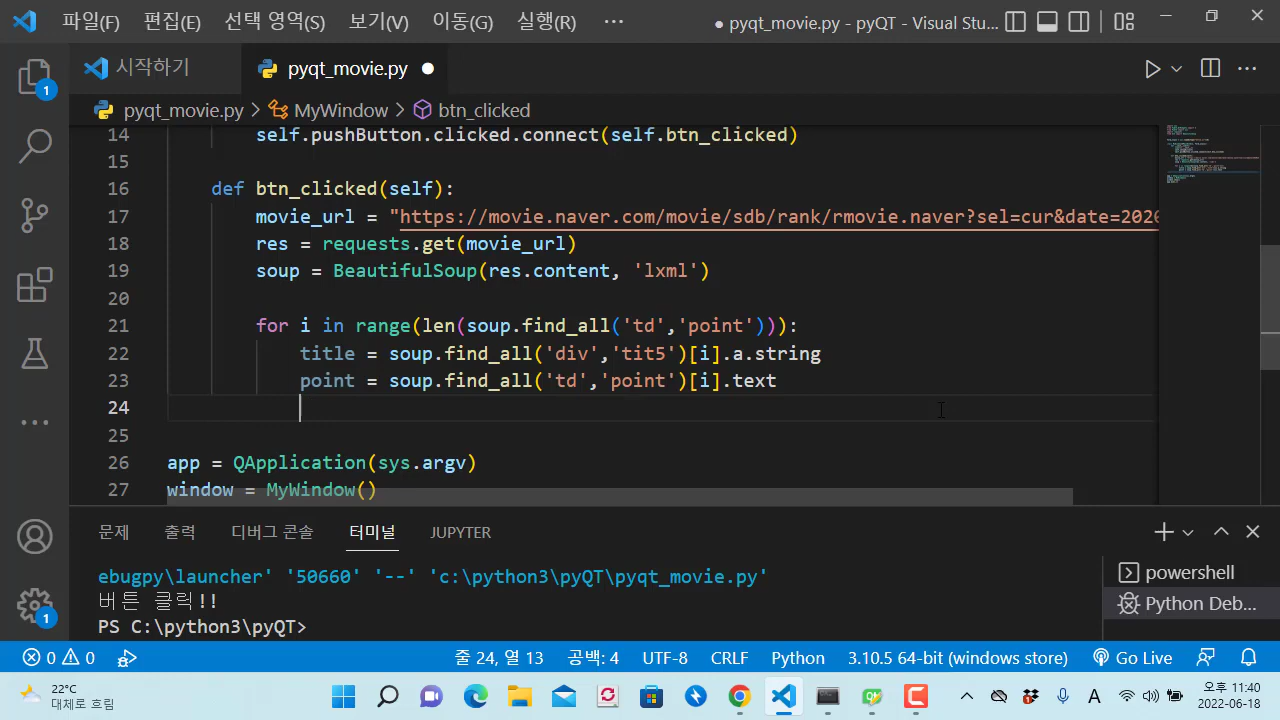 파일(F) 편집(E) 선택 영역(S) 보기(V) 이동(G) 실행(R) ··· ● pyqt_movie.py - pyQT - Visual Stu...
시작하기 pyqt_movie.py ●
pyqt_movie.py > MyWindow > btn_clicked
14 self.pushButton.clicked.connect(self.btn_clicked)
15
16 def btn_clicked(self):
17 movie_url = "https://movie.naver.com/movie/sdb/rank/rmovie.naver?sel=cur&date=2020
18 res = requests.get(movie_url)
19 soup = BeautifulSoup(res.content, 'lxml')
20
21 for i in range(len(soup.find_all('td','point'))):
22 title = soup.find_all('div','tit5')[i].a.string
23 point = soup.find_all('td','point')[i].text
24
25
26 app = QApplication(sys.argv)
27 window = MyWindow()
1
문제 출력 디버그 콘솔 터미널 JUPYTER
ebugpy\launcher' '50660' '--' 'c:\python3\pyQT\pyqt_movie.py'
버튼 클릭!!
PS C:\python3\pyQT>
powershell
Python Deb...
1
0 0 줄 24, 열 13 공백: 4 UTF-8 CRLF Python 3.10.5 64-bit (windows store) Go Live
22°C
대체로 흐림
A
오후 11:40
2022-06-18